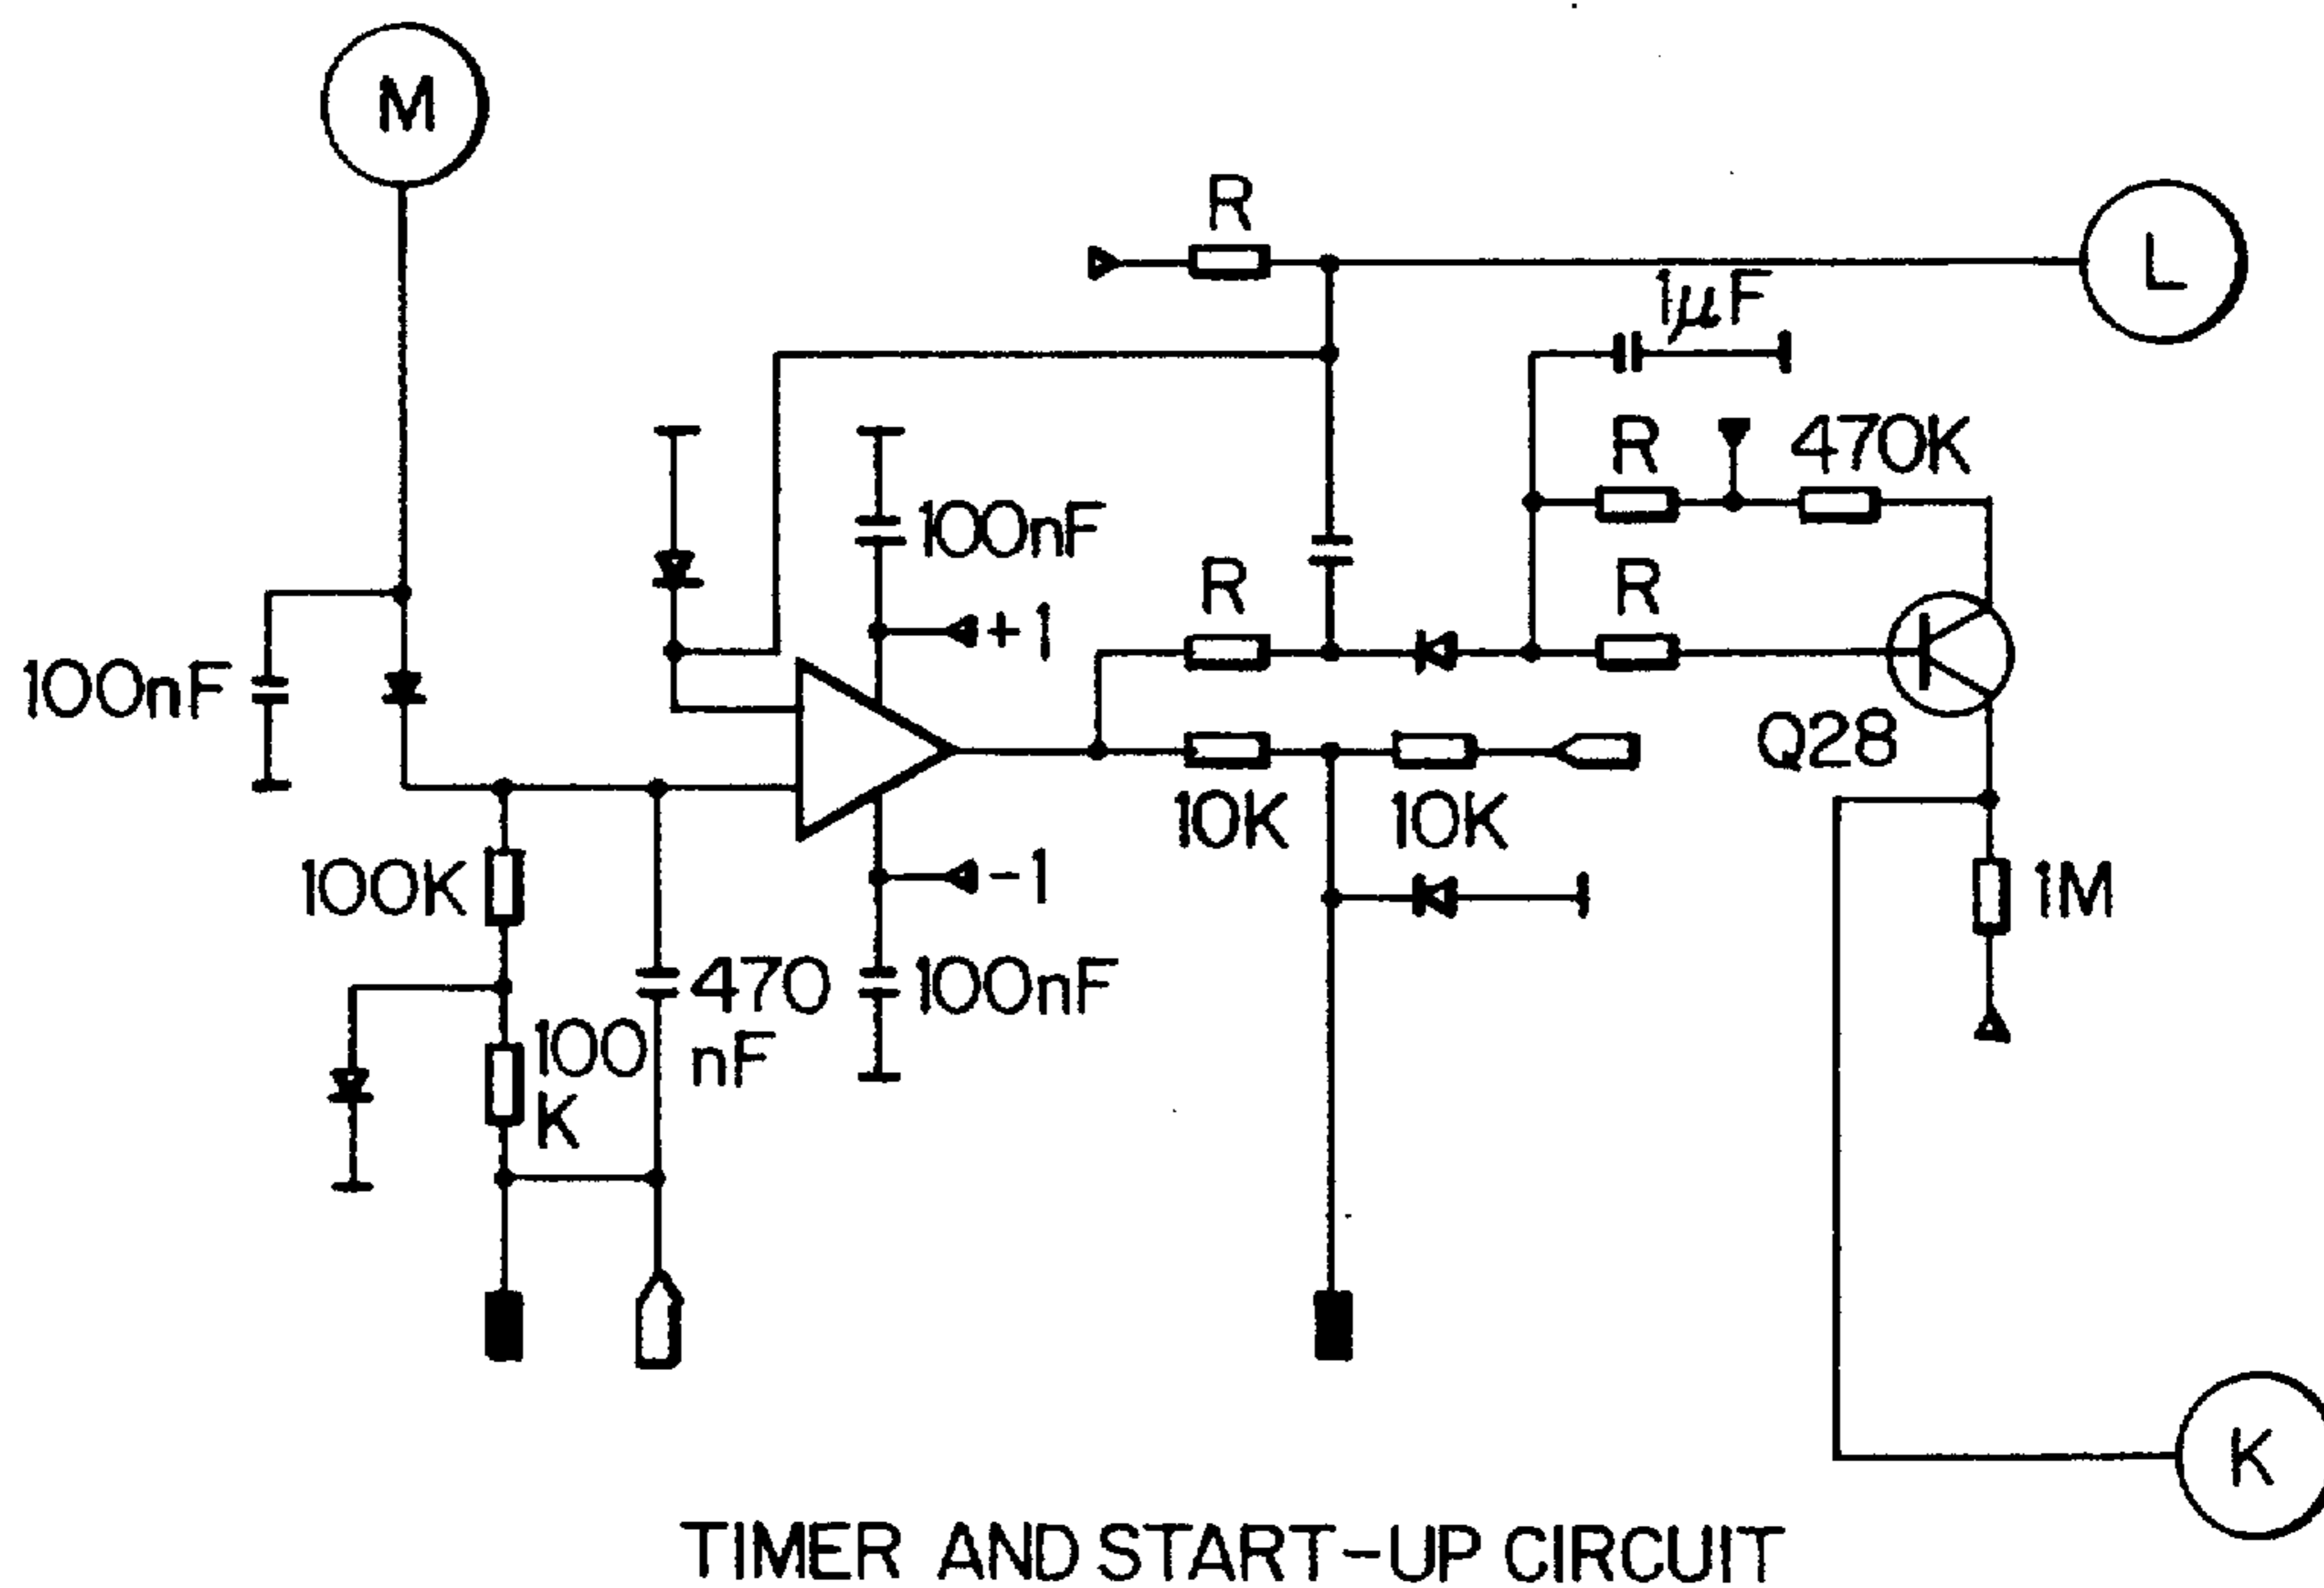 M
R
L
1µF
R
470K
100nF
R
R
+1
100nF
Q28
10K
10K
100K
-1
1M
470
nF
100nF
100
K
K
TIMER AND START-UP CIRCUIT